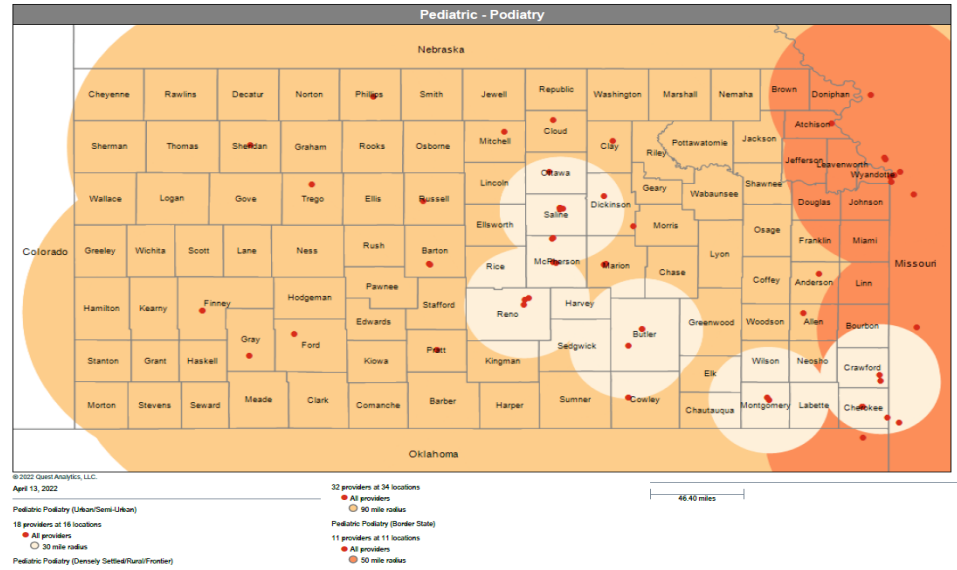 Pediatric - Podiatry
Nebraska
Cheyenne Rawlins Decatur Norton Phillips Smith Jewell Republic Washington Marshall Nemaha Brown Doniphan
Sherman Thomas Sheridan Graham Rooks Osborne Mitchell Cloud Clay Riley Pottawatomie Jackson Atchison
Jefferson Leavenworth Wyandotte
Wallace Logan Gove Trego Ellis Russell Lincoln Ottawa Saline Dickinson Geary Wabaunsee Shawnee Douglas Johnson
Colorado Greeley Wichita Scott Lane Ness Rush Barton Ellsworth Rice McPherson Marion Morris Chase Lyon Osage Franklin Miami Missouri
Hamilton Kearny Finney Hodgeman Pawnee Stafford Reno Harvey Butler Greenwood Coffey Anderson Linn
Gray Ford Edwards Sedgwick Woodson Allen Bourbon
Stanton Grant Haskell Kiowa Pratt Kingman Elk Wilson Neosho Crawford
Morton Stevens Seward Meade Clark Comanche Barber Harper Sumner Cowley Chautauqua Montgomery Labette Cherokee
Oklahoma
© 2022 Quest Analytics, LLC.
April 13, 2022
Pediatric Podiatry (Urban/Semi-Urban)
18 providers at 16 locations
All providers
30 mile radius
Pediatric Podiatry (Densely Settled/Rural/Frontier)
32 providers at 34 locations
All providers
90 mile radius
Pediatric Podiatry (Border State)
11 providers at 11 locations
All providers
50 mile radius
46.40 miles